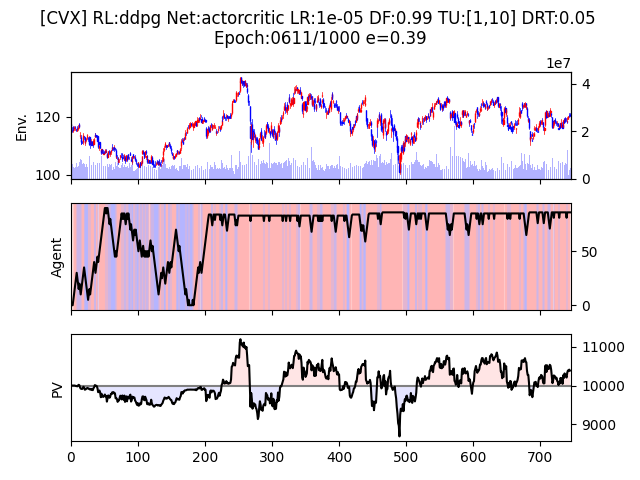 [CVX] RL:ddpg Net:actorcritic LR:1e-05 DF:0.99 TU:[1,10] DRT:0.05
Epoch:0611/1000 e=0.39
1e7
Env.
120
100
4
2
0
Agent
50
0
PV
11000
10000
9000
0 100 200 300 400 500 600 700